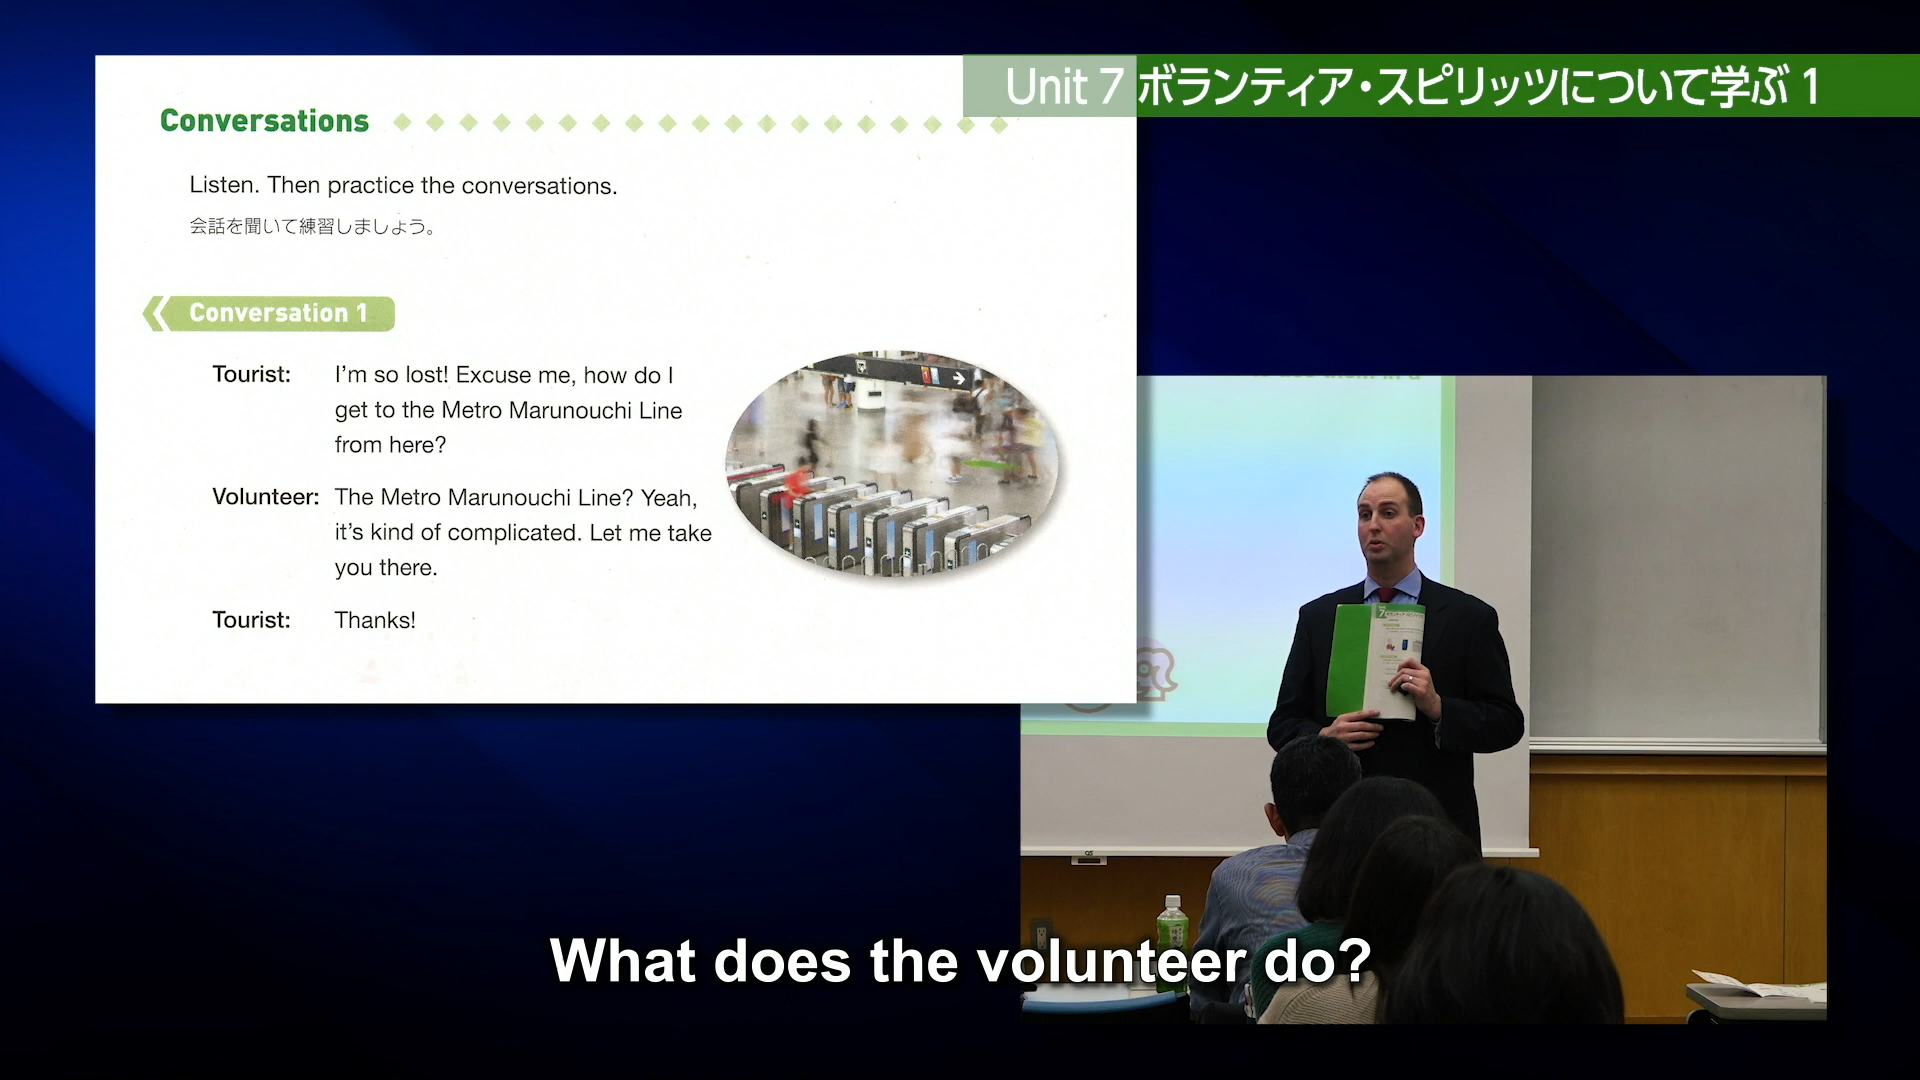 Unit 7 ボランティア・スピリッツについて学ぶ 1
Conversations
Listen. Then practice the conversations.
会話を聞いて練習しましょう。
Conversation 1
Tourist: I'm so lost! Excuse me, how do I
get to the Metro Marunouchi Line
from here?
Volunteer: The Metro Marunouchi Line? Yeah,
it's kind of complicated. Let me take
you there.
Tourist: Thanks!
What does the volunteer do?